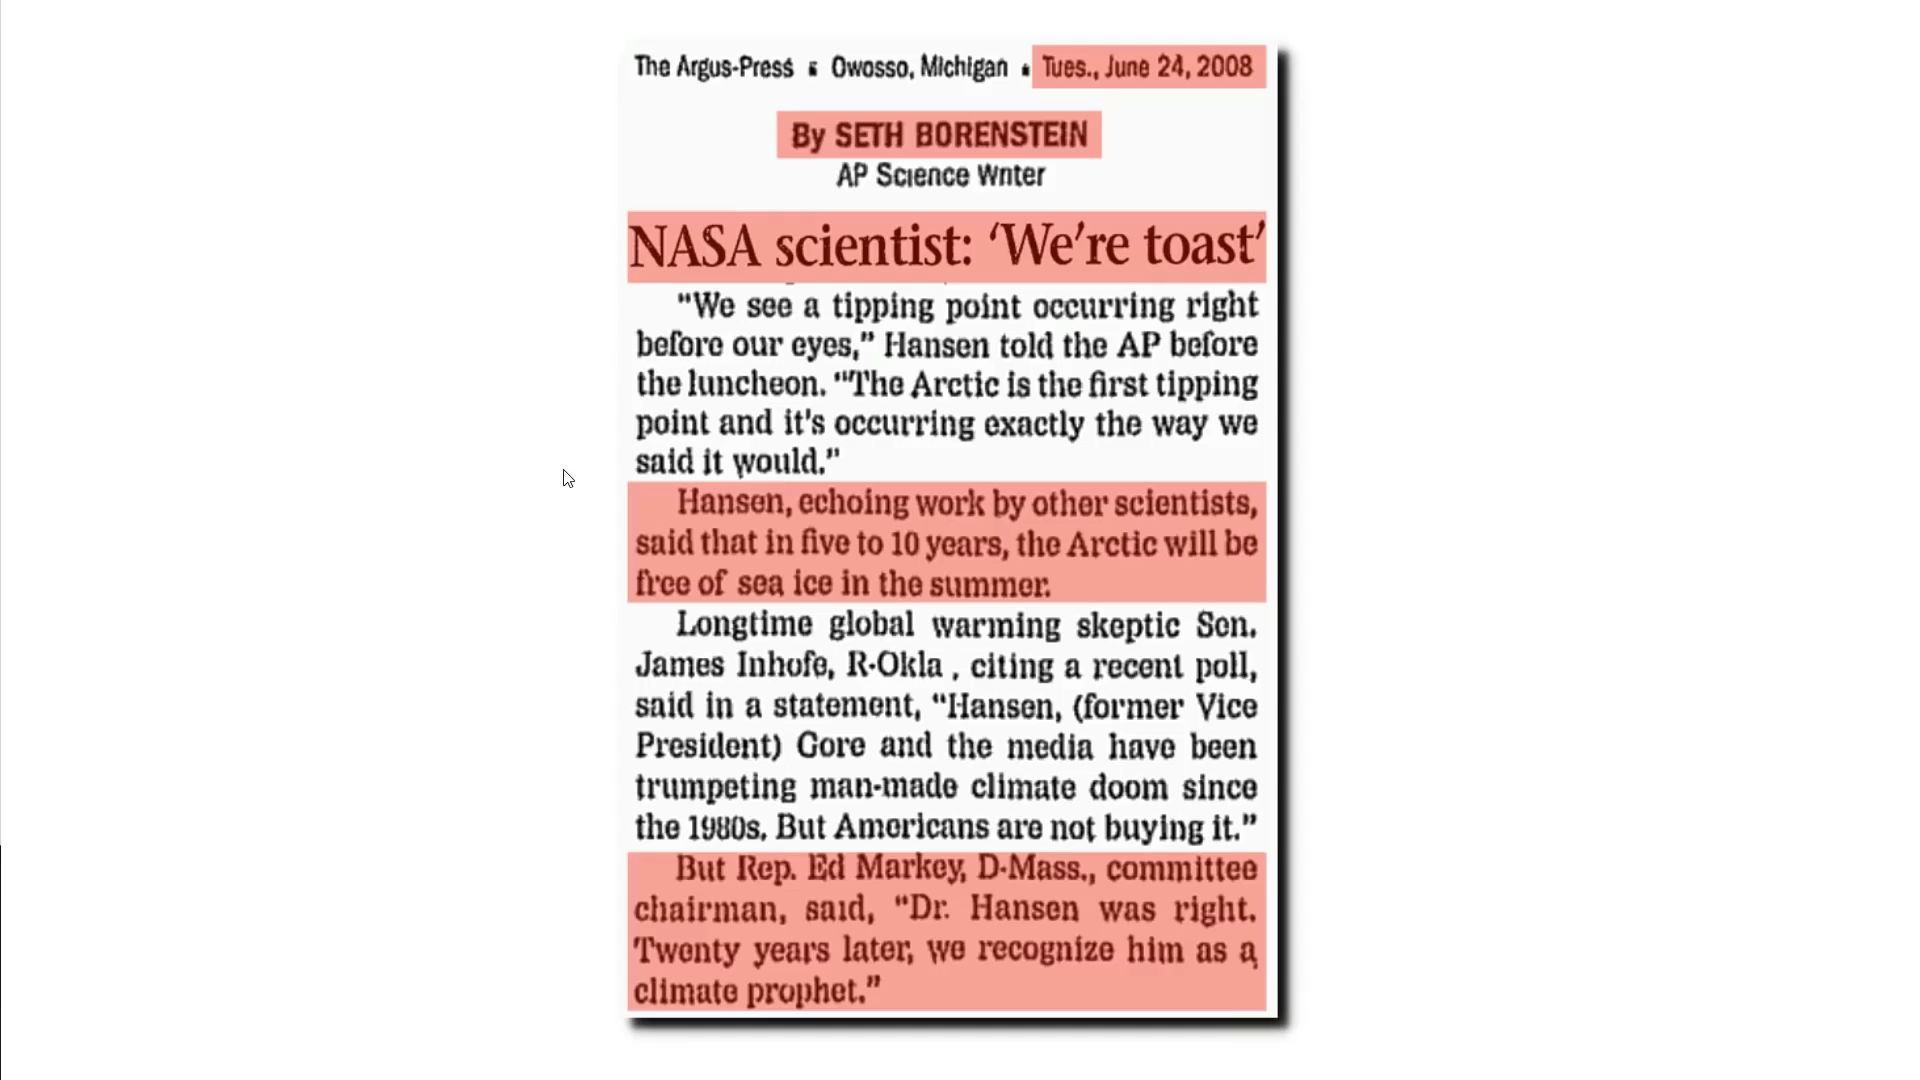 The Argus-Press ▪ Owosso, Michigan ▪ Tues., June 24, 2008
By SETH BORENSTEIN
AP Science Writer
NASA scientist: ‘We’re toast’
“We see a tipping point occurring right
before our eyes,” Hansen told the AP before
the luncheon. “The Arctic is the first tipping
point and it’s occurring exactly the way we
said it would.”
Hansen, echoing work by other scientists,
said that in five to 10 years, the Arctic will be
free of sea ice in the summer.
Longtime global warming skeptic Sen.
James Inhofe, R-Okla., citing a recent poll,
said in a statement, “Hansen, (former Vice
President) Gore and the media have been
trumpeting man-made climate doom since
the 1980s. But Americans are not buying it.”
But Rep. Ed Markey, D-Mass., committee
chairman, said, “Dr. Hansen was right.
Twenty years later, we recognize him as a
climate prophet.”